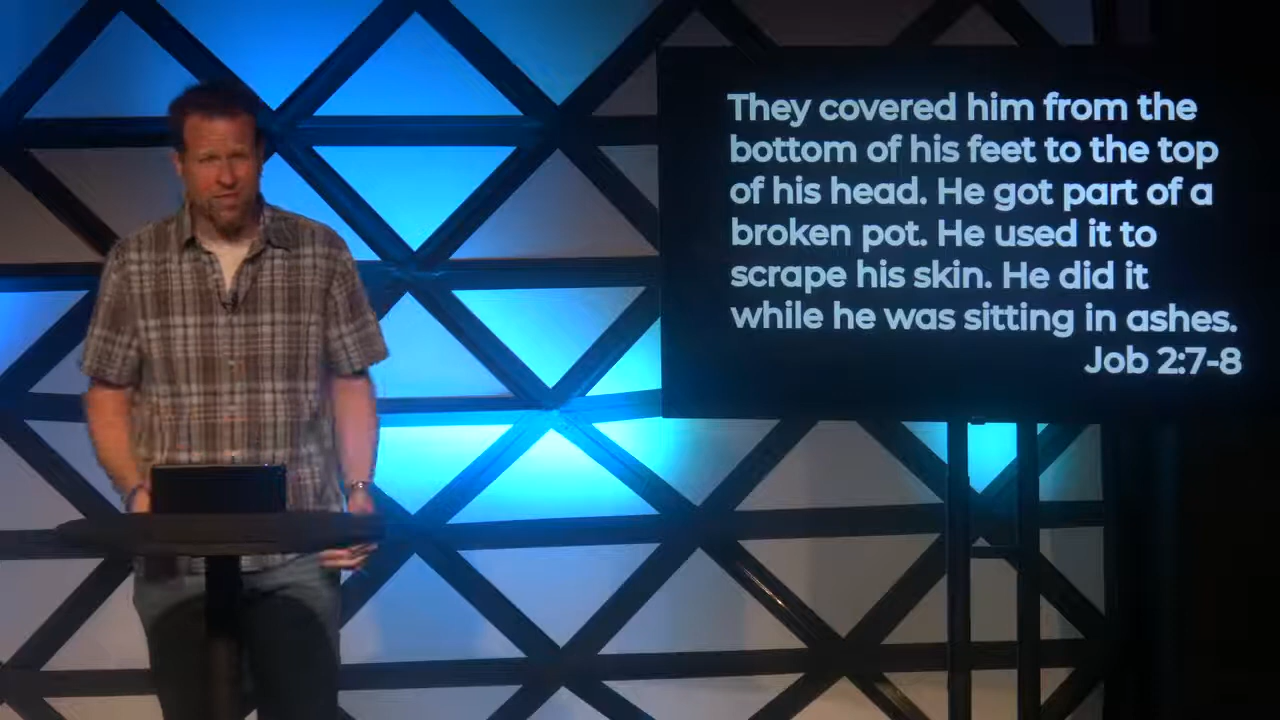 They covered him from the
bottom of his feet to the top
of his head. He got part of a
broken pot. He used it to
scrape his skin. He did it
while he was sitting in ashes.
Job 2:7-8